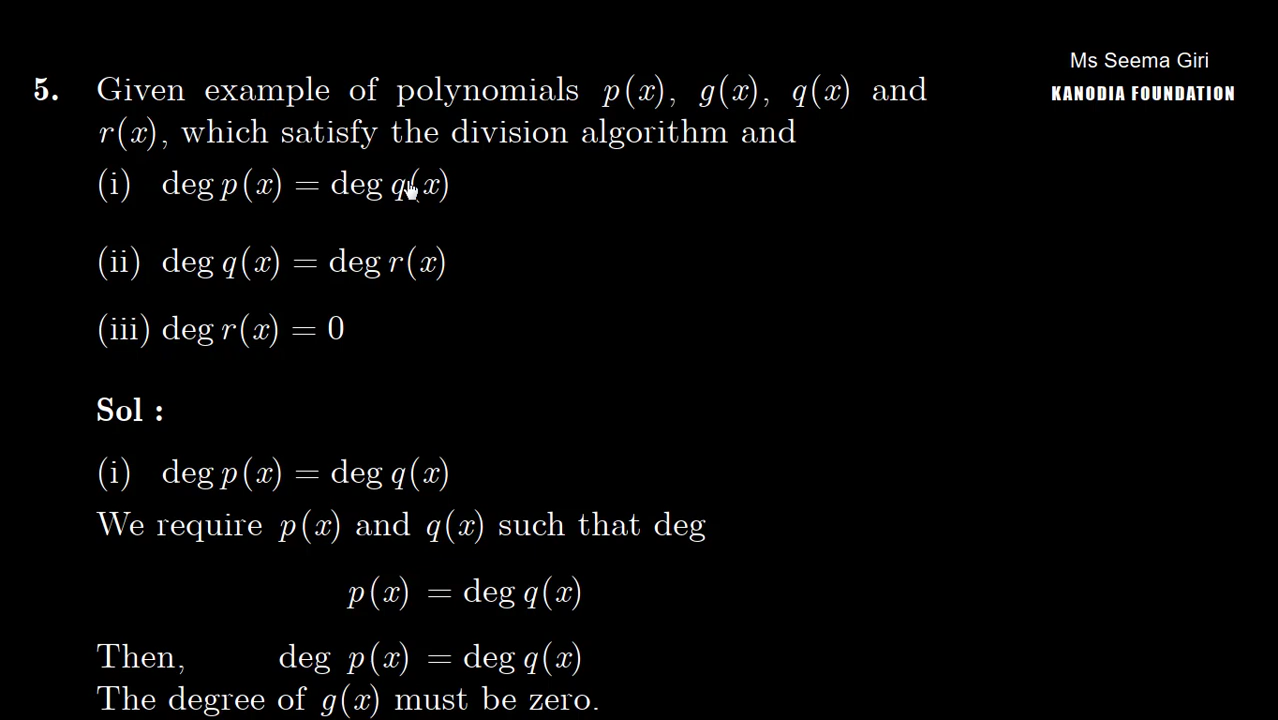 Ms Seema Giri
KANODIA FOUNDATION
5. Given example of polynomials p(x), g(x), q(x) and
r(x), which satisfy the division algorithm and
(i) deg p(x) = deg q(x)
(ii) deg q(x) = deg r(x)
(iii) deg r(x) = 0
Sol :
(i) deg p(x) = deg q(x)
We require p(x) and q(x) such that deg
p(x) = deg q(x)
Then, deg p(x) = deg q(x)
The degree of g(x) must be zero.